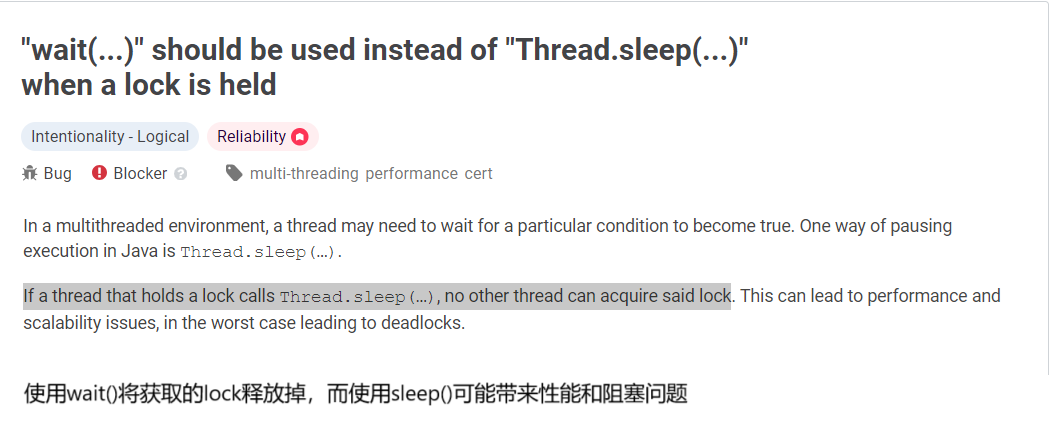 "wait(...)" should be used instead of "Thread.sleep(...)"
when a lock is held
Intentionality - Logical Reliability
Bug Blocker ? multi-threading performance cert
In a multithreaded environment, a thread may need to wait for a particular condition to become true. One way of pausing
execution in Java is Thread.sleep(…).
If a thread that holds a lock calls Thread.sleep(…), no other thread can acquire said lock. This can lead to performance and
scalability issues, in the worst case leading to deadlocks.
使用wait()将获取的lock释放掉，而使用sleep()可能带来性能和阻塞问题